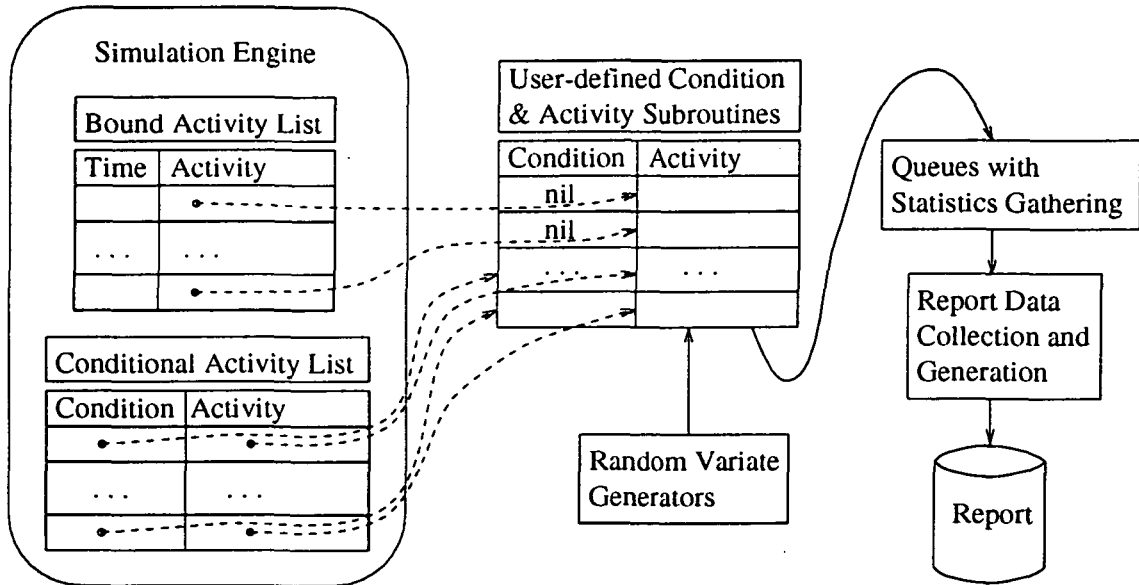 Simulation Engine
Bound Activity List
Time Activity
... ...
Conditional Activity List
Condition Activity
... ...
User-defined Condition
& Activity Subroutines
Condition Activity
nil
nil
... ...
Random Variate
Generators
Queues with
Statistics Gathering
Report Data
Collection and
Generation
Report